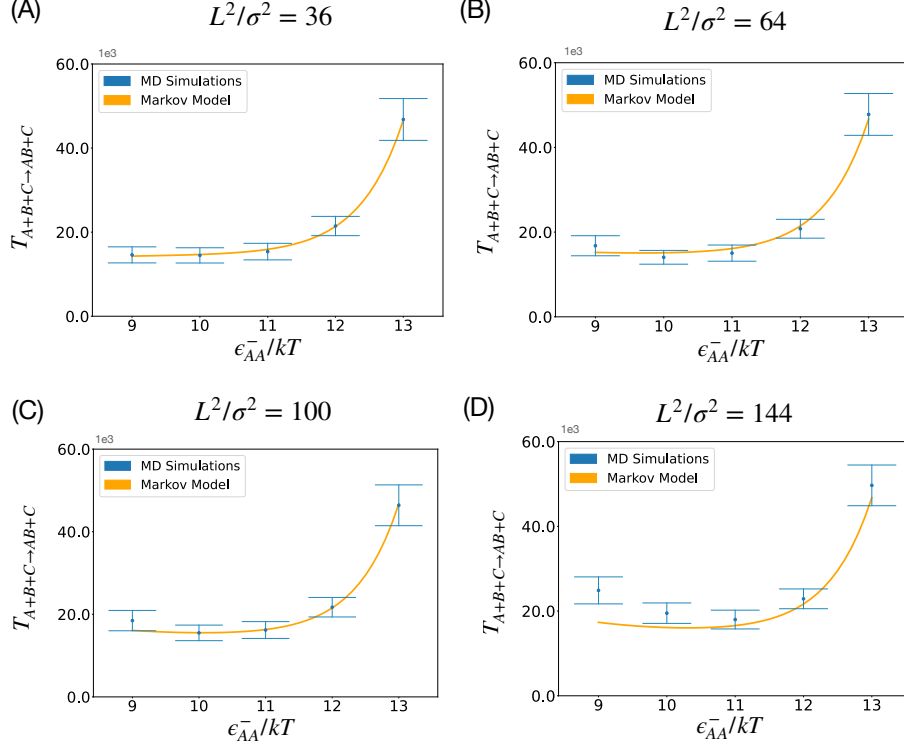 (A)
L²/σ² = 36
1e3
60.0
40.0
20.0
0.0
T_{A+B+C→AB+C}
MD Simulations
Markov Model
9 10 11 12 13
ϵ⁻_{AA}/kT
(B)
L²/σ² = 64
1e3
60.0
40.0
20.0
0.0
T_{A+B+C→AB+C}
MD Simulations
Markov Model
9 10 11 12 13
ϵ⁻_{AA}/kT
(C)
L²/σ² = 100
1e3
60.0
40.0
20.0
0.0
T_{A+B+C→AB+C}
MD Simulations
Markov Model
9 10 11 12 13
ϵ⁻_{AA}/kT
(D)
L²/σ² = 144
1e3
60.0
40.0
20.0
0.0
T_{A+B+C→AB+C}
MD Simulations
Markov Model
9 10 11 12 13
ϵ⁻_{AA}/kT